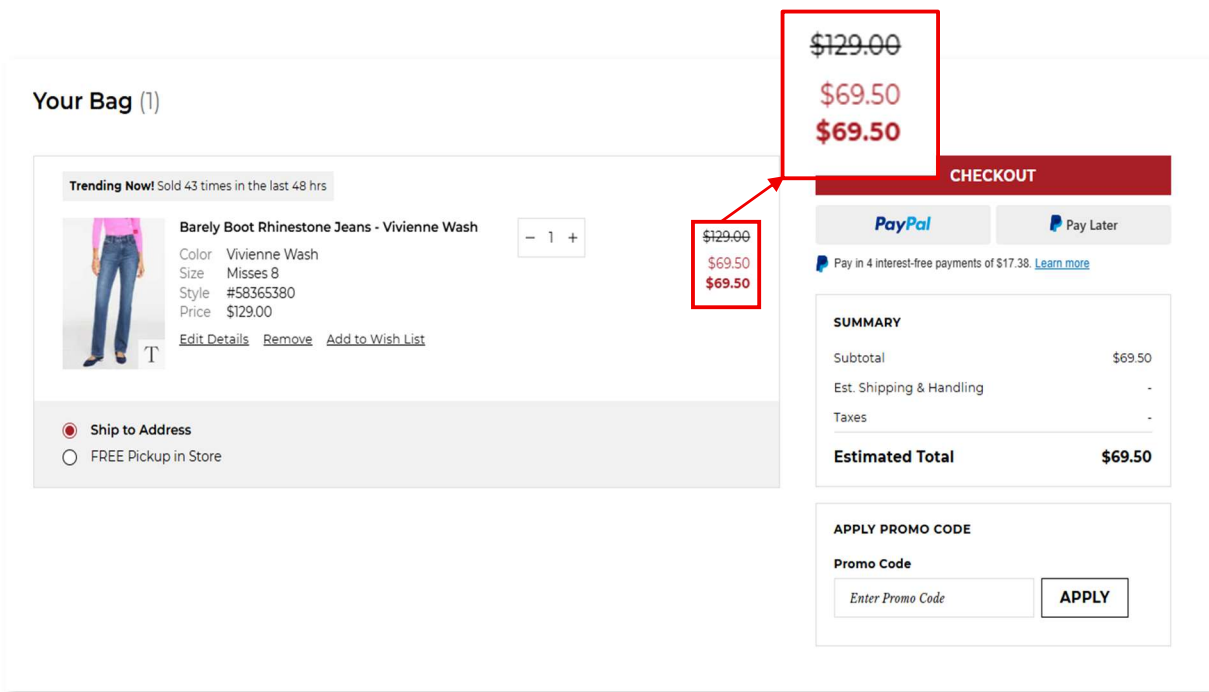 $129.00
$69.50
$69.50
Your Bag (1)
Trending Now! Sold 43 times in the last 48 hrs
Barely Boot Rhinestone Jeans - Vivienne Wash
Color Vivienne Wash
Size Misses 8
Style #58365380
Price $129.00
Edit Details Remove Add to Wish List
T
− 1 +
$129.00
$69.50
$69.50
Ship to Address
FREE Pickup in Store
CHECKOUT
PayPal
P Pay Later
Pay in 4 interest-free payments of $17.38. Learn more
SUMMARY
Subtotal $69.50
Est. Shipping & Handling -
Taxes -
Estimated Total $69.50
APPLY PROMO CODE
Promo Code
Enter Promo Code
APPLY